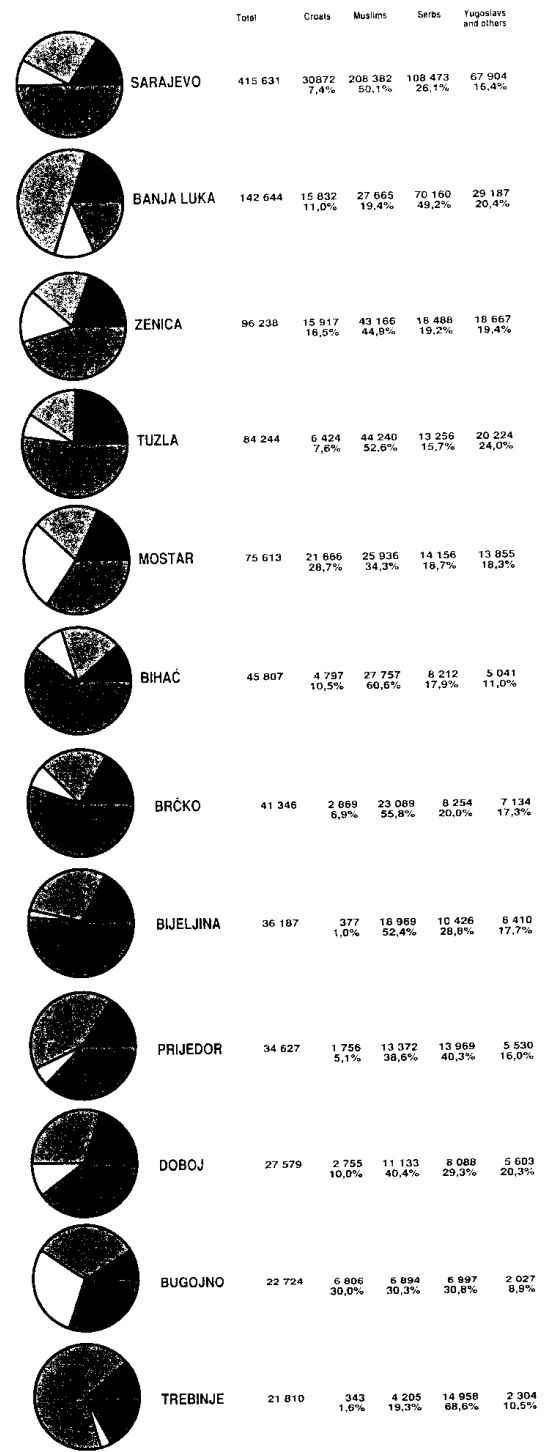 Total Croats Muslims Serbs Yugoslavs
and others
SARAJEVO 415 631 30872 208 382 108 473 67 904
7,4% 50,1% 26,1% 16,4%
BANJA LUKA 142 644 15 832 27 665 70 160 29 187
11,0% 19,4% 49,2% 20,4%
ZENICA 96 238 15 917 43 166 18 488 18 667
16,5% 44,9% 19,2% 19,4%
TUZLA 84 244 6 424 44 240 13 256 20 224
7,6% 52,6% 15,7% 24,0%
MOSTAR 75 613 21 666 25 936 14 156 13 855
28,7% 34,3% 18,7% 18,3%
BIHAĆ 45 807 4 797 27 757 8 212 5 041
10,5% 60,6% 17,9% 11,0%
BRĆKO 41 346 2 869 23 089 8 254 7 134
6,9% 55,8% 20,0% 17,3%
BIJELJINA 36 187 377 18 969 10 426 6 410
1,0% 52,4% 28,8% 17,7%
PRIJEDOR 34 627 1 756 13 372 13 969 5 530
5,1% 38,6% 40,3% 16,0%
DOBOJ 27 579 2 755 11 133 8 088 5 603
10,0% 40,4% 29,3% 20,3%
BUGOJNO 22 724 6 806 6 894 6 997 2 027
30,0% 30,3% 30,8% 8,9%
TREBINJE 21 810 343 4 205 14 958 2 304
1,6% 19,3% 68,6% 10,5%